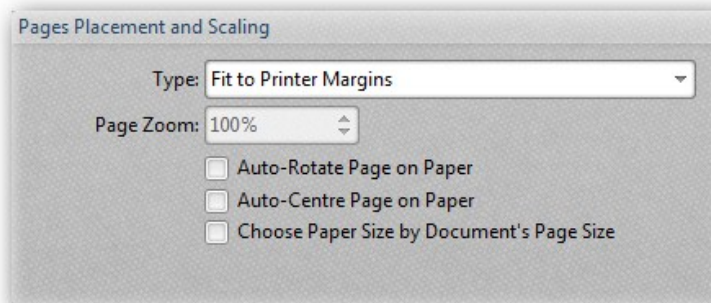 Pages Placement and Scaling
Type: Fit to Printer Margins
Page Zoom: 100%
Auto-Rotate Page on Paper
Auto-Centre Page on Paper
Choose Paper Size by Document's Page Size